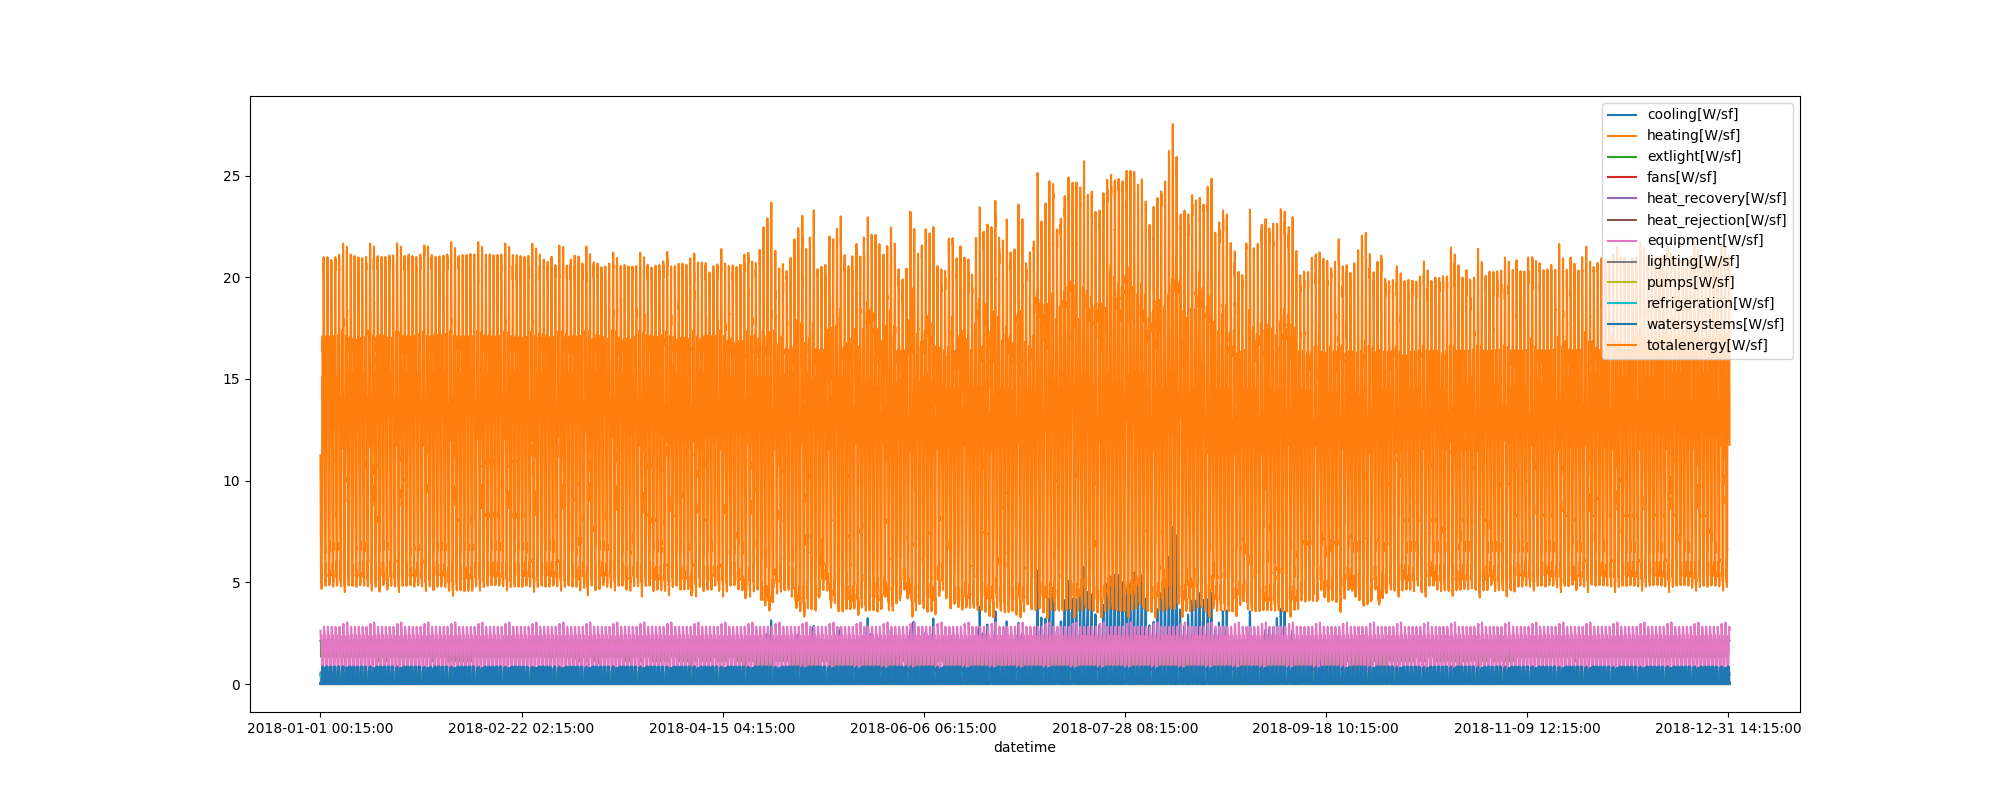 25
20
15
10
5
0
cooling[W/sf]
heating[W/sf]
extlight[W/sf]
fans[W/sf]
heat_recovery[W/sf]
heat_rejection[W/sf]
equipment[W/sf]
lighting[W/sf]
pumps[W/sf]
refrigeration[W/sf]
watersystems[W/sf]
totalenergy[W/sf]
2018-01-01 00:15:00 2018-02-22 02:15:00 2018-04-15 04:15:00 2018-06-06 06:15:00 2018-07-28 08:15:00 2018-09-18 10:15:00 2018-11-09 12:15:00 2018-12-31 14:15:00
datetime